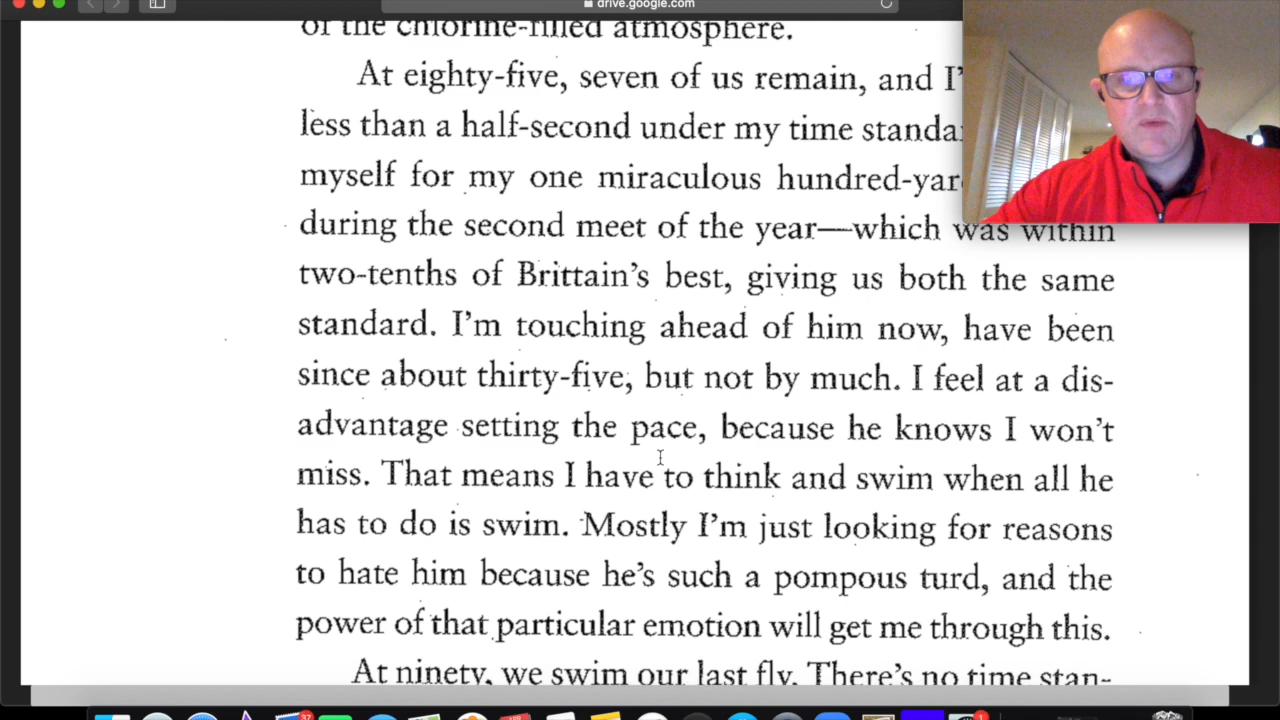 drive.google.com
of the chlorine-filled atmosphere.
At eighty-five, seven of us remain, and I'
less than a half-second under my time standa
myself for my one miraculous hundred-yar
during the second meet of the year—which was within
two-tenths of Brittain's best, giving us both the same
standard. I'm touching ahead of him now, have been
since about thirty-five, but not by much. I feel at a dis-
advantage setting the pace, because he knows I won't
miss. That means I have to think and swim when all he
has to do is swim. Mostly I'm just looking for reasons
to hate him because he's such a pompous turd, and the
power of that particular emotion will get me through this.
At ninety, we swim our last fly. There's no time stan-
37
1